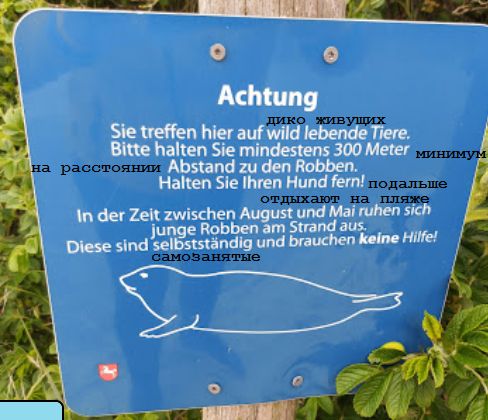 Achtung
дико живущих
Sie treffen hier auf wild lebende Tiere.
Bitte halten Sie mindestens 300 Meter
минимум
на расстоянии
Abstand zu den Robben.
Halten Sie Ihren Hund fern!
подальше
отдыхают на пляже
In der Zeit zwischen August und Mai ruhen sich
junge Robben am Strand aus.
Diese sind selbstständig und brauchen keine Hilfe!
самозанятые